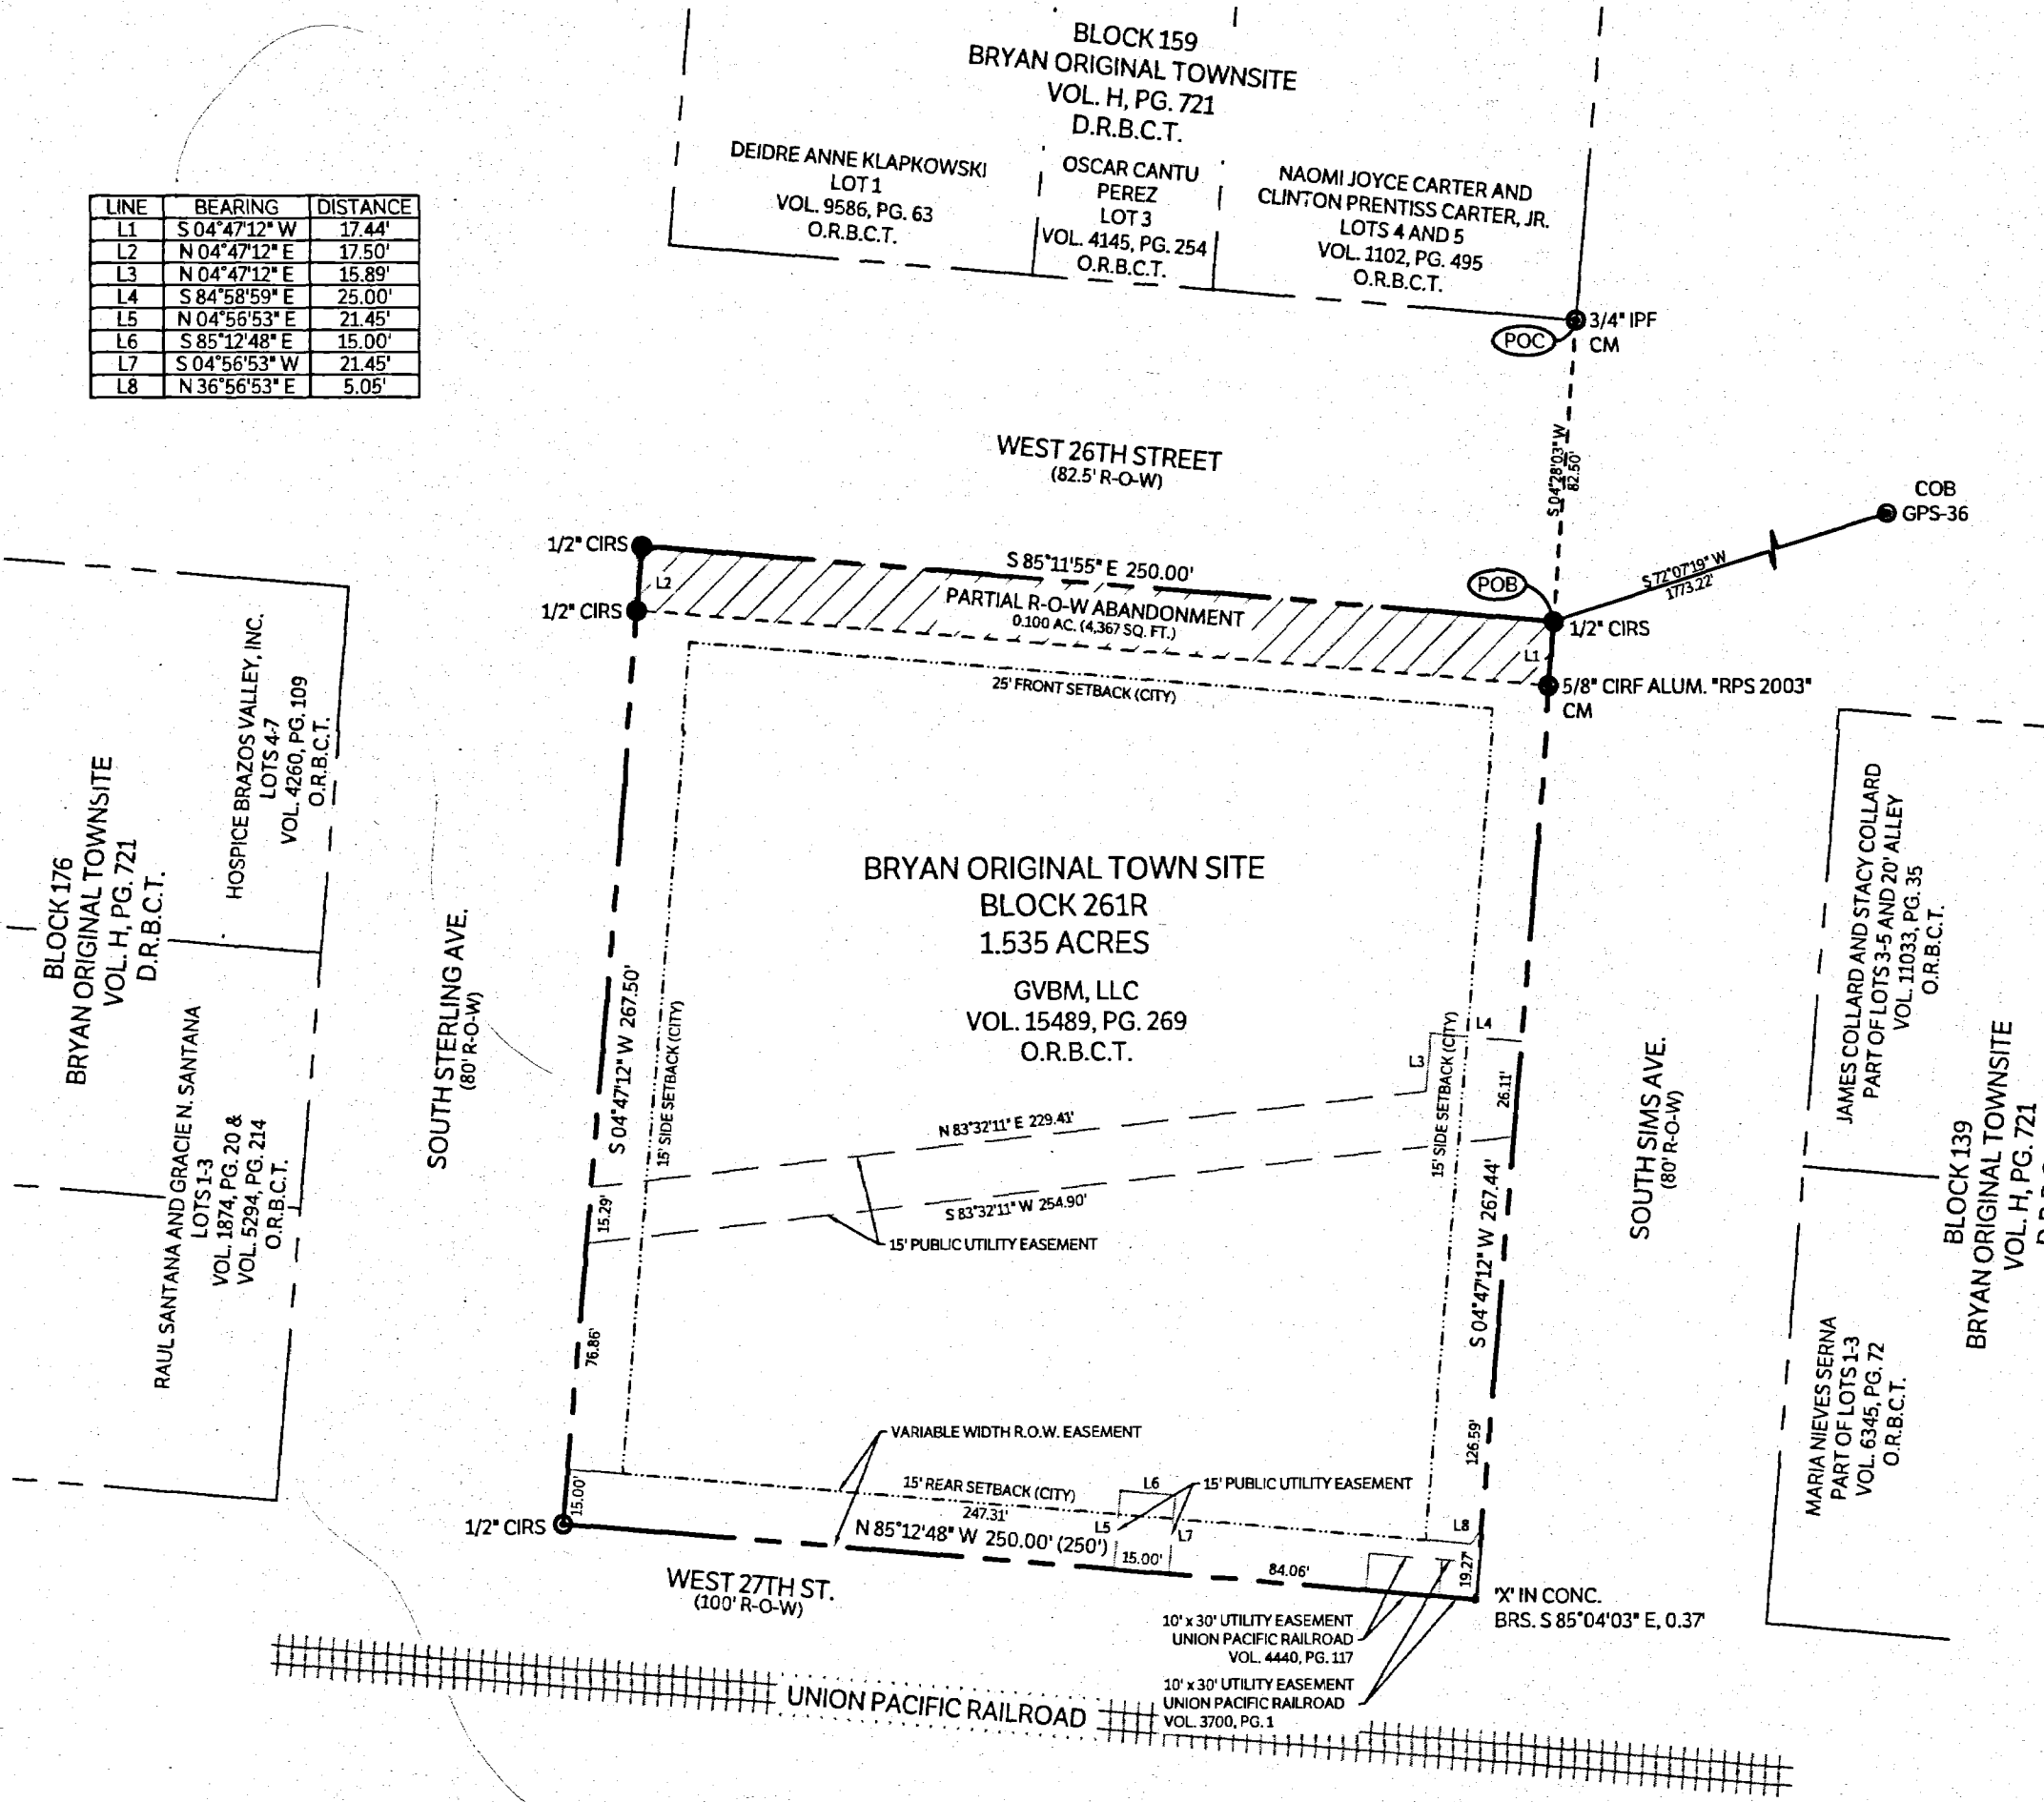 BLOCK 159
BRYAN ORIGINAL TOWNSITE
VOL. H, PG. 721
D.R.B.C.T.
DEIDRE ANNE KLAPKOWSKI
LOT 1
VOL. 9586, PG. 63
O.R.B.C.T.
OSCAR CANTU
PEREZ
LOT 3
VOL. 4145, PG. 254
O.R.B.C.T.
NAOMI JOYCE CARTER AND
CLINTON PRENTISS CARTER, JR.
LOTS 4 AND 5
VOL. 1102, PG. 495
O.R.B.C.T.
LINE BEARING DISTANCE
L1 S 04°47'12" W 17.44'
L2 N 04°47'12" E 17.50'
L3 N 04°47'12" E 15.89'
L4 S 84°58'59" E 25.00'
L5 N 04°56'53" E 21.45'
L6 S 85°12'48" E 15.00'
L7 S 04°56'53" W 21.45'
L8 N 36°56'53" E 5.05'
3/4" IPF
CM
POC
S 04°28'03" W
82.50'
WEST 26TH STREET
(82.5' R-O-W)
COB
GPS-36
S 72°07'19" W
1773.22'
POB
1/2" CIRS
1/2" CIRS
1/2" CIRS
L2
S 85°11'55" E 250.00'
PARTIAL R-O-W ABANDONMENT
0.100 AC. (4,367 SQ. FT.)
L1
5/8" CIRF ALUM. "RPS 2003"
CM
25' FRONT SETBACK (CITY)
HOSPICE BRAZOS VALLEY, INC.
LOTS 4-7
VOL. 4260, PG. 109
O.R.B.C.T.
BLOCK 176
BRYAN ORIGINAL TOWNSITE
VOL. H, PG. 721
D.R.B.C.T.
RAUL SANTANA AND GRACIE N. SANTANA
LOTS 1-3
VOL. 1874, PG. 20 &
VOL. 5294, PG. 214
O.R.B.C.T.
SOUTH STERLING AVE.
(80' R-O-W)
S 04°47'12" W 267.50'
15' SIDE SETBACK (CITY)
BRYAN ORIGINAL TOWN SITE
BLOCK 261R
1.535 ACRES
GVBM, LLC
VOL. 15489, PG. 269
O.R.B.C.T.
L4
L3
26.11'
15' SIDE SETBACK (CITY)
N 83°32'11" E 229.41'
S 83°32'11" W 254.90'
15' PUBLIC UTILITY EASEMENT
15.29'
76.86'
15.00'
S 04°47'12" W 267.44'
126.59'
19.27'
SOUTH SIMS AVE.
(80' R-O-W)
JAMES COLLARD AND STACY COLLARD
PART OF LOTS 3-5 AND 20' ALLEY
VOL. 11033, PG. 35
O.R.B.C.T.
BLOCK 139
BRYAN ORIGINAL TOWNSITE
VOL. H, PG. 721
MARIA NIEVES SERNA
PART OF LOTS 1-3
VOL. 6345, PG. 72
O.R.B.C.T.
VARIABLE WIDTH R.O.W. EASEMENT
15' REAR SETBACK (CITY)
247.31'
L6
15' PUBLIC UTILITY EASEMENT
L5
L7
L8
1/2" CIRS
N 85°12'48" W 250.00' (250')
15.00'
84.06'
WEST 27TH ST.
(100' R-O-W)
'X' IN CONC.
BRS. S 85°04'03" E, 0.37'
10' x 30' UTILITY EASEMENT
UNION PACIFIC RAILROAD
VOL. 4440, PG. 117
10' x 30' UTILITY EASEMENT
UNION PACIFIC RAILROAD
VOL. 3700, PG. 1
UNION PACIFIC RAILROAD